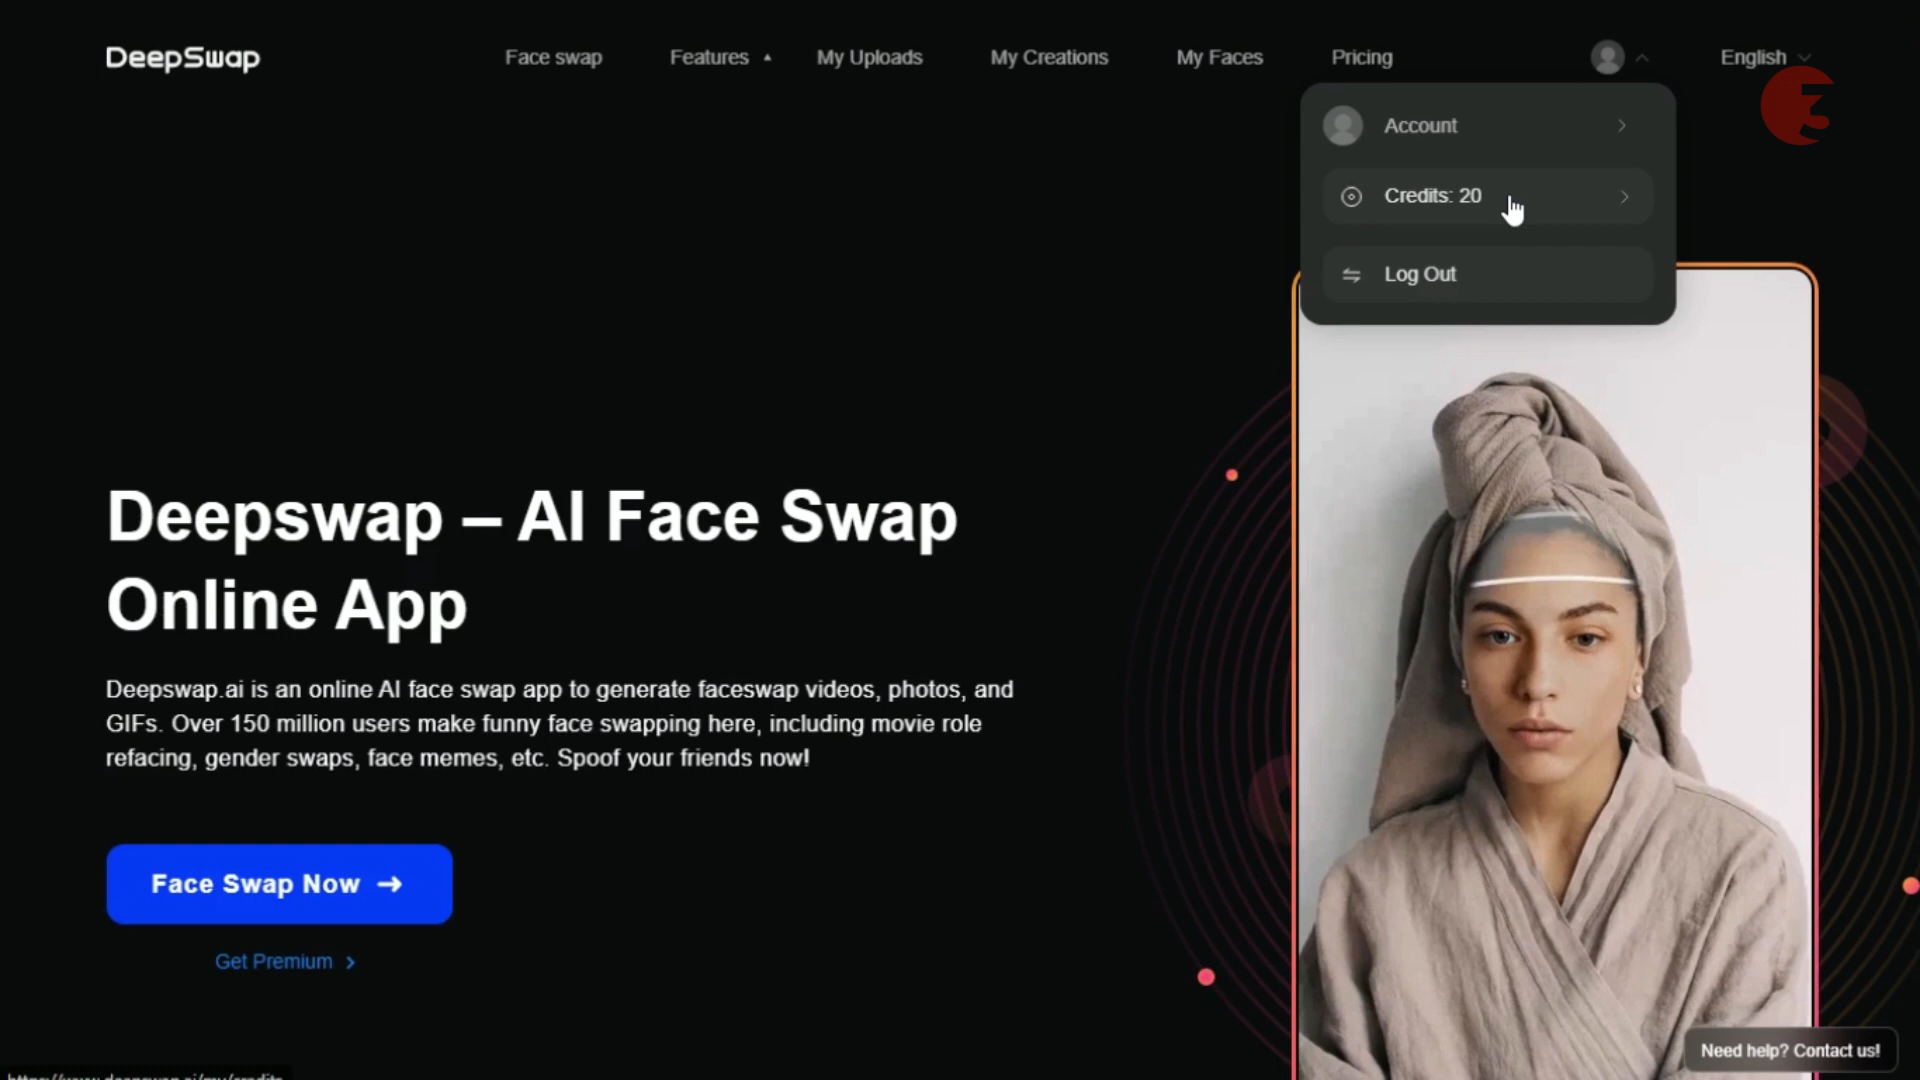 DeepSwap
Face swap
Features
My Uploads
My Creations
My Faces
Pricing
English
Account
Credits: 20
Log Out
Deepswap – AI Face Swap
Online App
Deepswap.ai is an online AI face swap app to generate faceswap videos, photos, and
GIFs. Over 150 million users make funny face swapping here, including movie role
refacing, gender swaps, face memes, etc. Spoof your friends now!
Face Swap Now
Get Premium
Need help? Contact us!